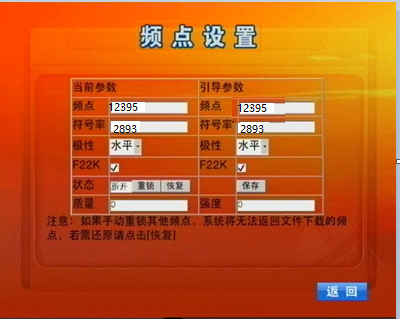 频点设置
当前参数 引导参数
频点 12395 频点 12395
符号率 2893 符号率 2893
极性 水平 极性 水平
F22K F22K
状态 断开 重锁 恢复 保存
质量 0 强度 0
注意：如果手动重锁其他频点，系统将无法返回文件下载的频
点，若需还原请点击[恢复]
返回